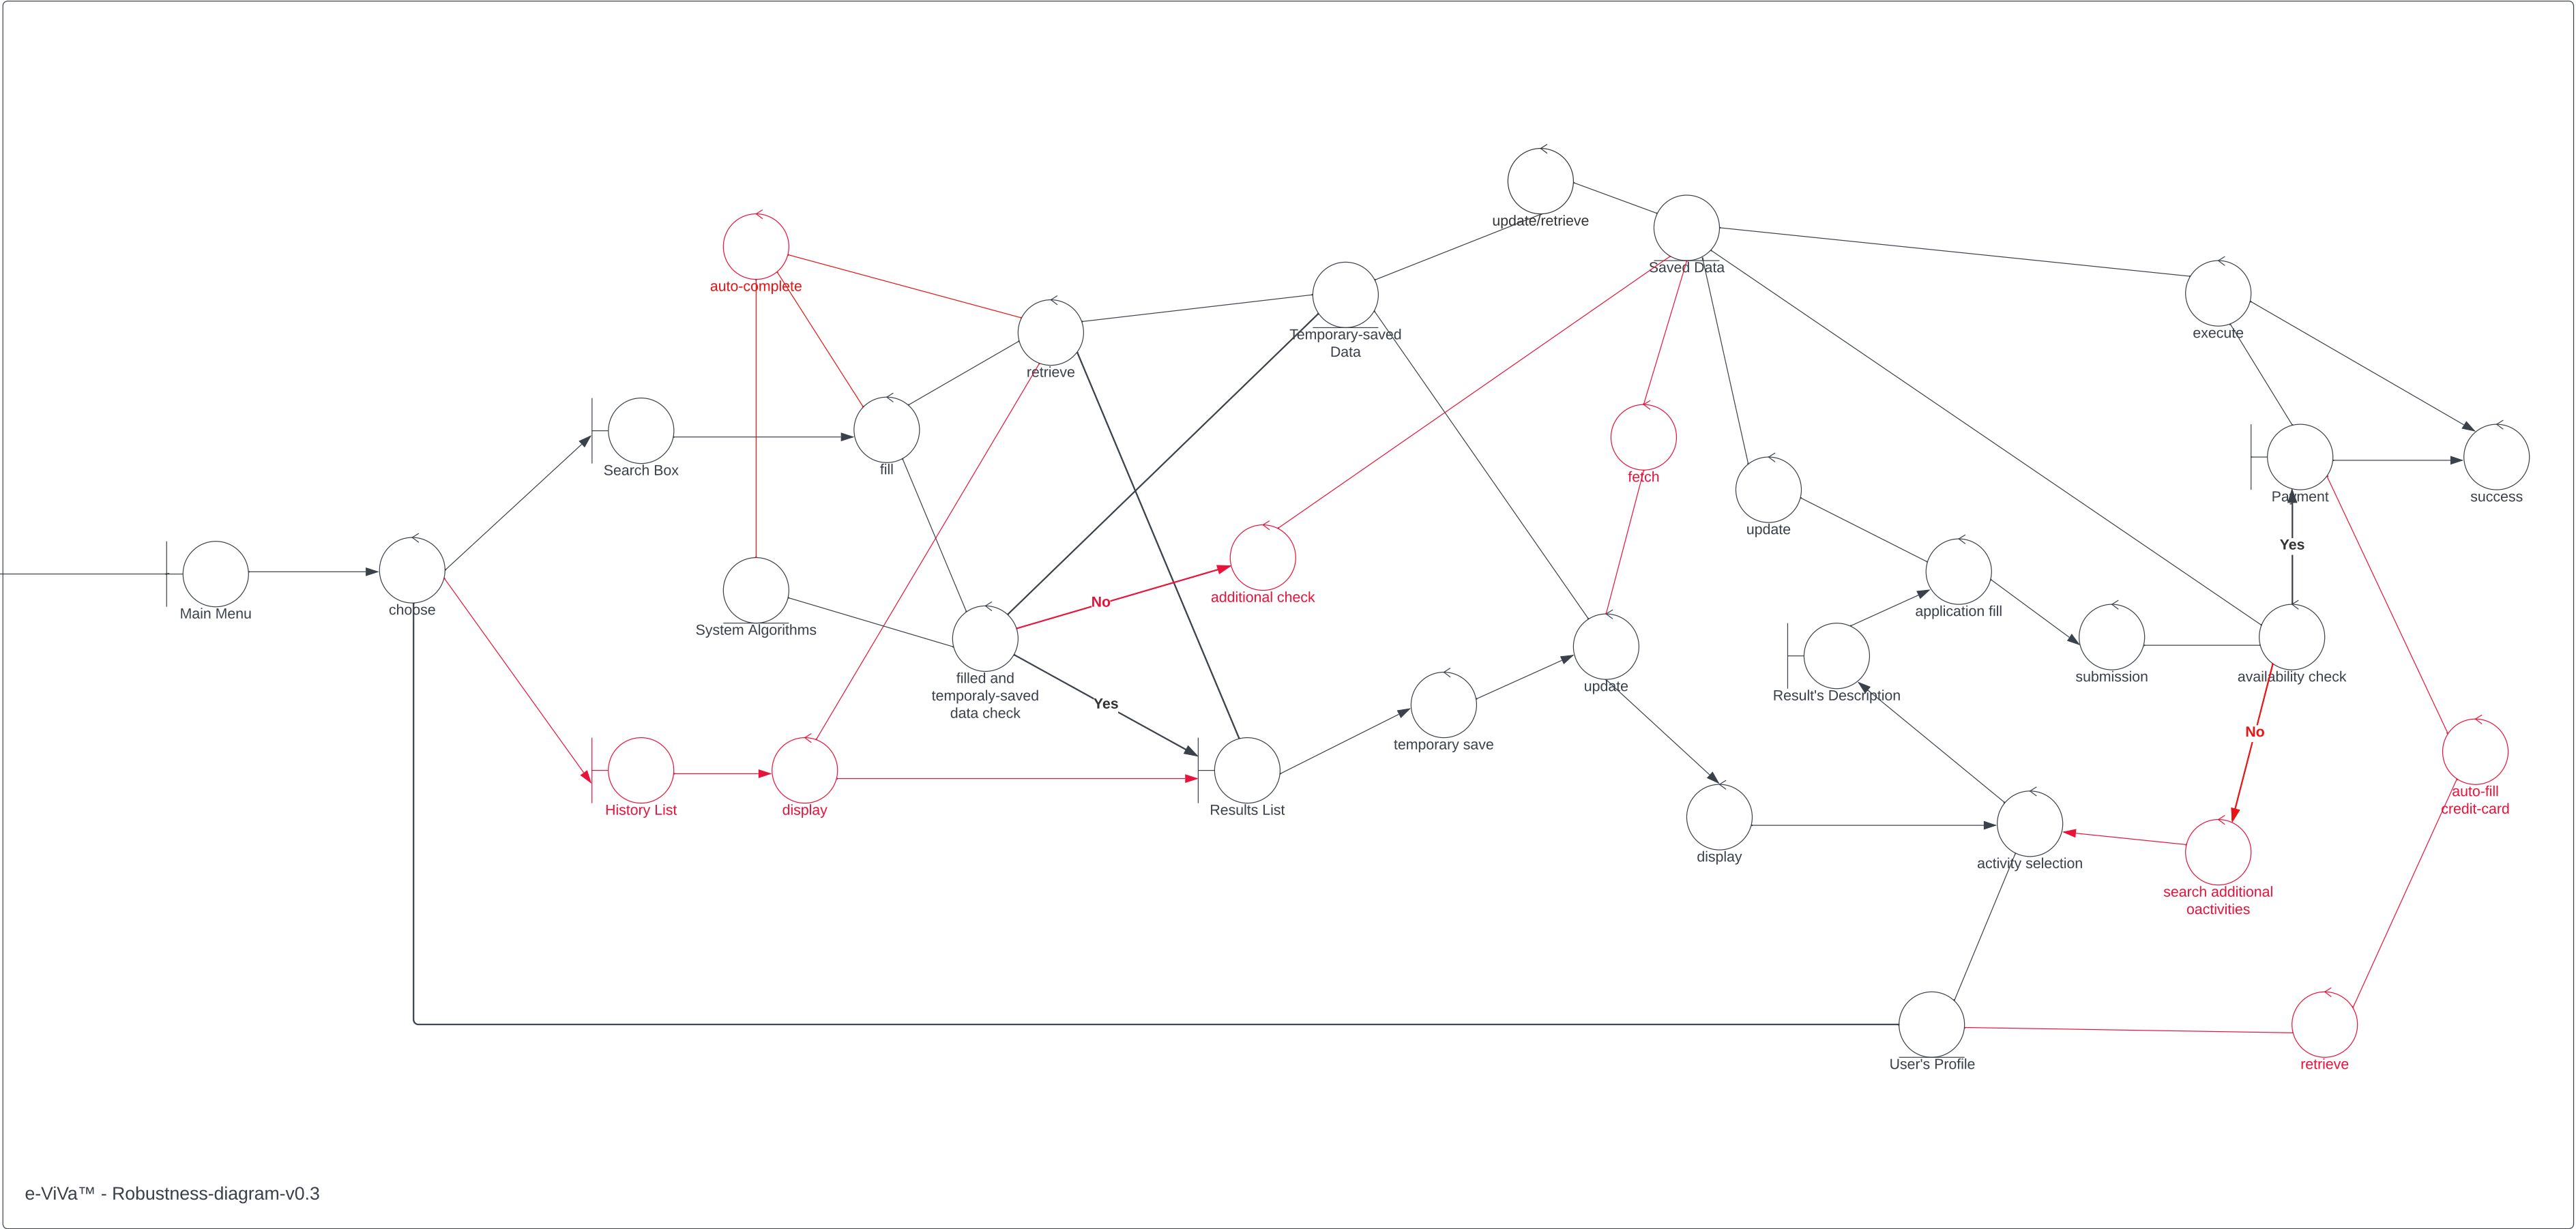 update/retrieve
Saved Data
auto-complete
Temporary-saved
Data
execute
retrieve
Search Box
fill
fetch
update
Payment
success
Yes
Main Menu
choose
System Algorithms
No
additional check
application fill
filled and
temporaly-saved
data check
Yes
update
Result's Description
submission
availability check
temporary save
No
History List
display
Results List
display
activity selection
auto-fill
credit-card
search additional
oactivities
User's Profile
retrieve
e-ViVa™ - Robustness-diagram-v0.3